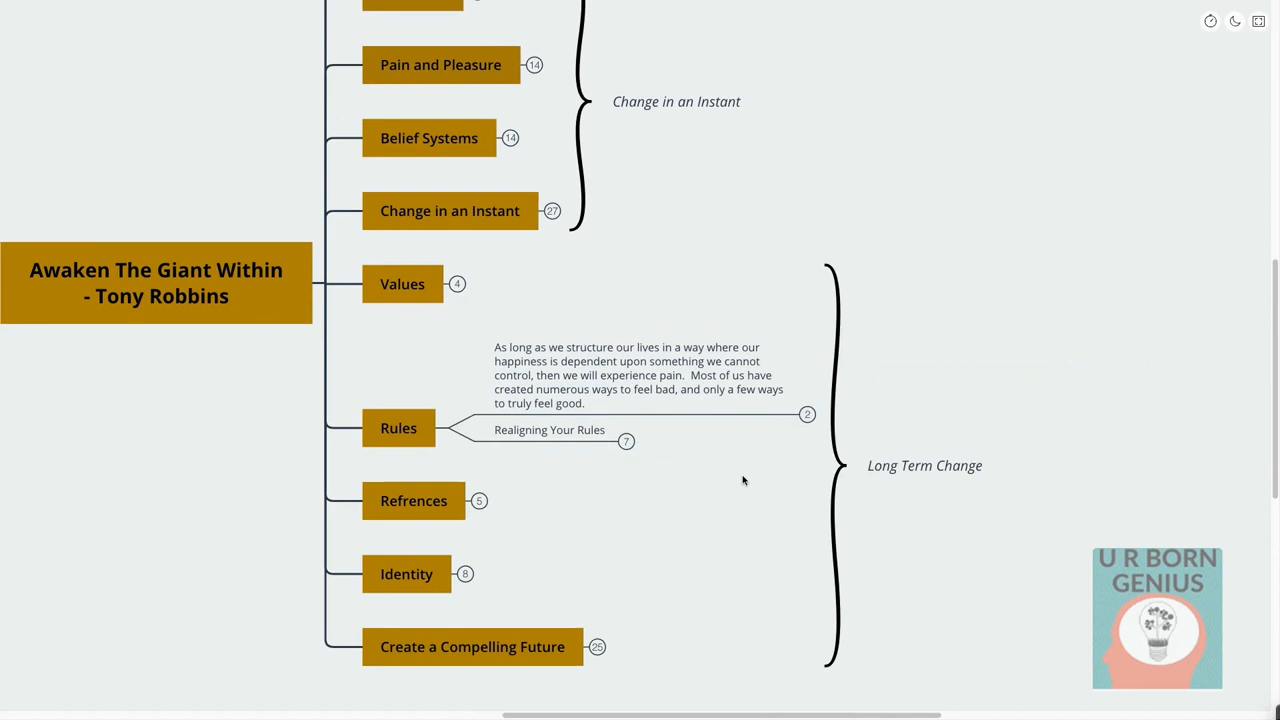 Pain and Pleasure
14
Change in an Instant
Belief Systems
14
Change in an Instant
27
Awaken The Giant Within
- Tony Robbins
Values
4
As long as we structure our lives in a way where our
happiness is dependent upon something we cannot
control, then we will experience pain.  Most of us have
created numerous ways to feel bad, and only a few ways
to truly feel good.
2
Rules
Realigning Your Rules
7
Long Term Change
Refrences
5
Identity
8
Create a Compelling Future
25
U R BORN
GENIUS